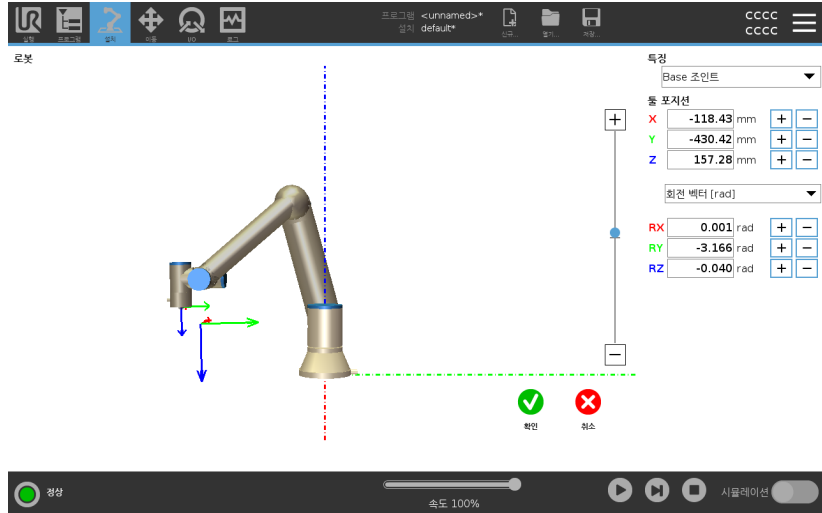 프로그램 <unnamed>*
설치 default*
cccc
cccc
실행 프로그램 설치 이동 I/O 로그 신규... 열기... 저장...
로봇
특징
Base 조인트
툴 포지션
X -118.43 mm + −
Y -430.42 mm + −
Z 157.28 mm + −
회전 벡터 [rad]
RX 0.001 rad + −
RY -3.166 rad + −
RZ -0.040 rad + −
+
−
확인 취소
정상
속도 100%
시뮬레이션